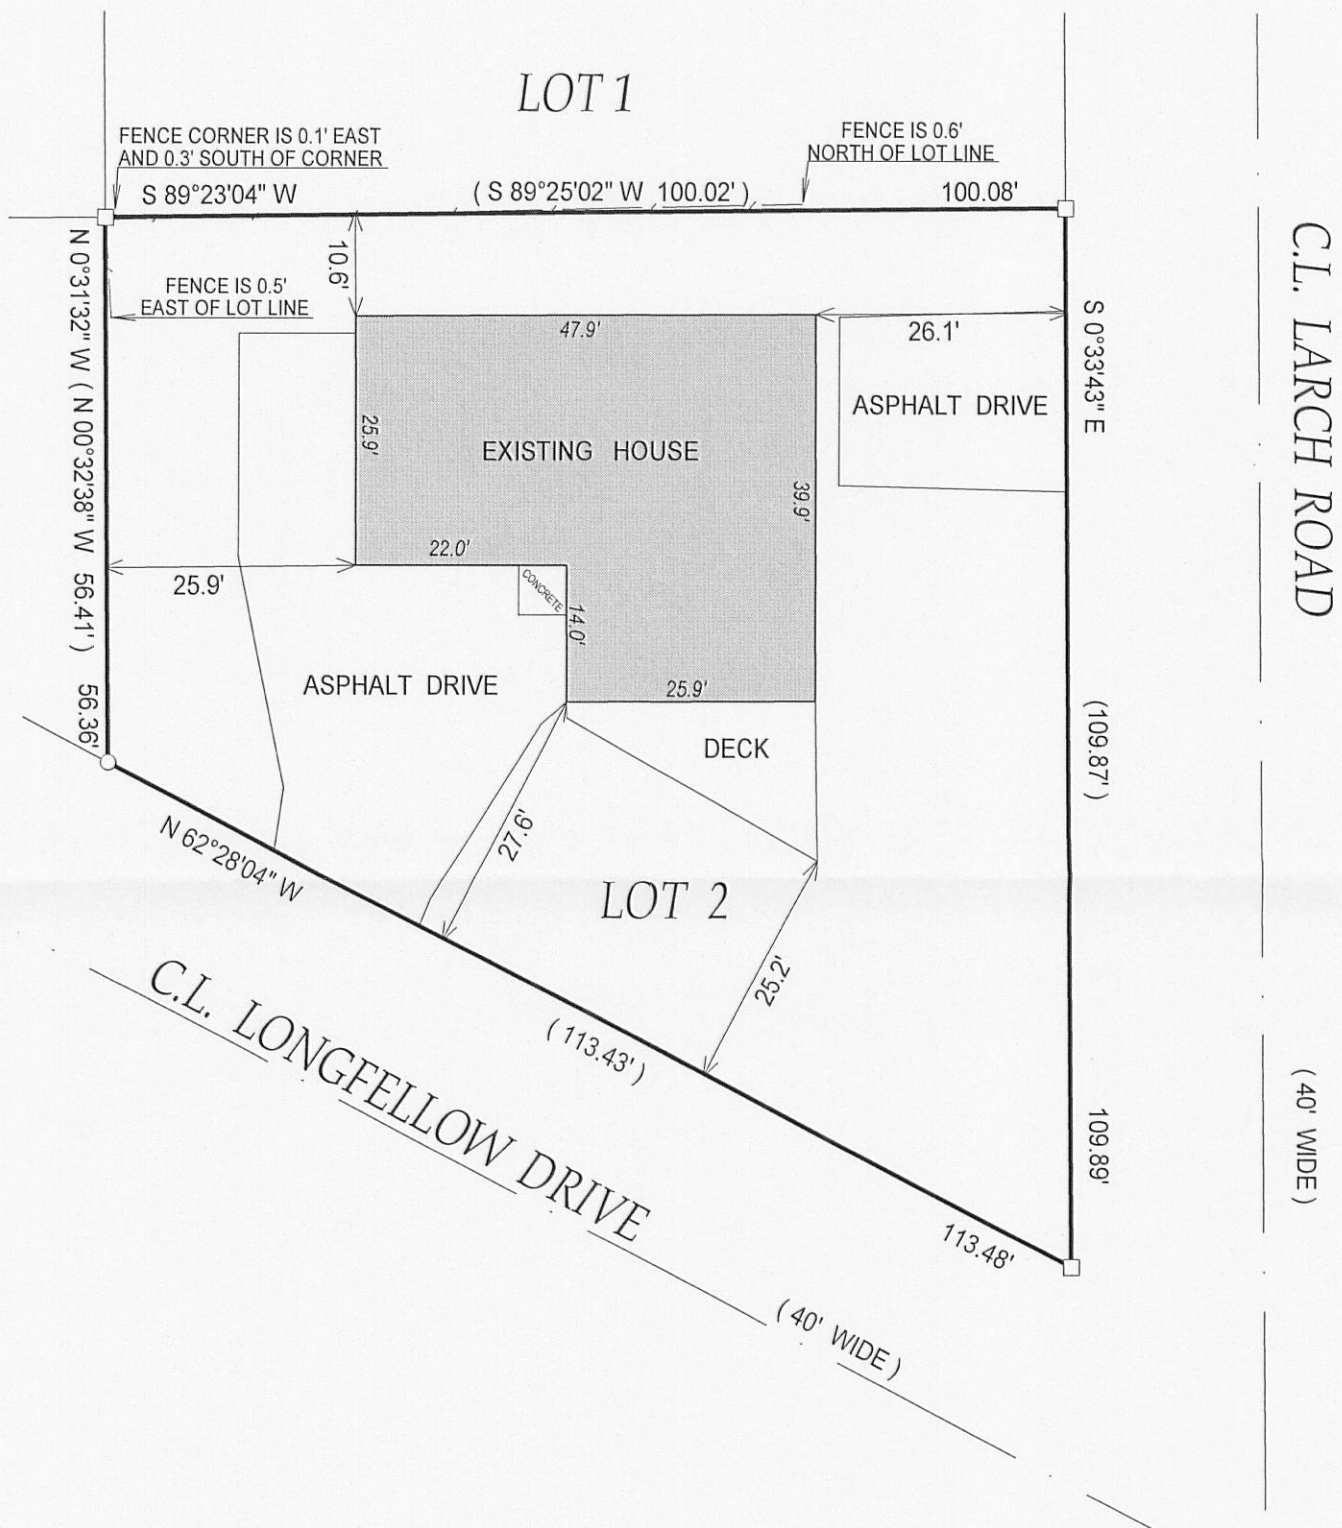 LOT 1
FENCE CORNER IS 0.1' EAST
AND 0.3' SOUTH OF CORNER
FENCE IS 0.6'
NORTH OF LOT LINE
S 89°23'04" W
( S 89°25'02" W 100.02' )
100.08'
N 0°31'32" W ( N 00°32'38" W 56.41' ) 56.36'
FENCE IS 0.5'
EAST OF LOT LINE
10.6'
47.9'
26.1'
S 0°33'43" E
C.L. LARCH ROAD
ASPHALT DRIVE
25.9'
EXISTING HOUSE
39.9'
22.0'
25.9'
CONCRETE
14.0'
ASPHALT DRIVE
25.9'
DECK
(109.87')
27.6'
N 62°28'04" W
LOT 2
25.2'
C.L. LONGFELLOW DRIVE
( 113.43' )
( 40' WIDE )
109.89'
113.48'
( 40' WIDE )